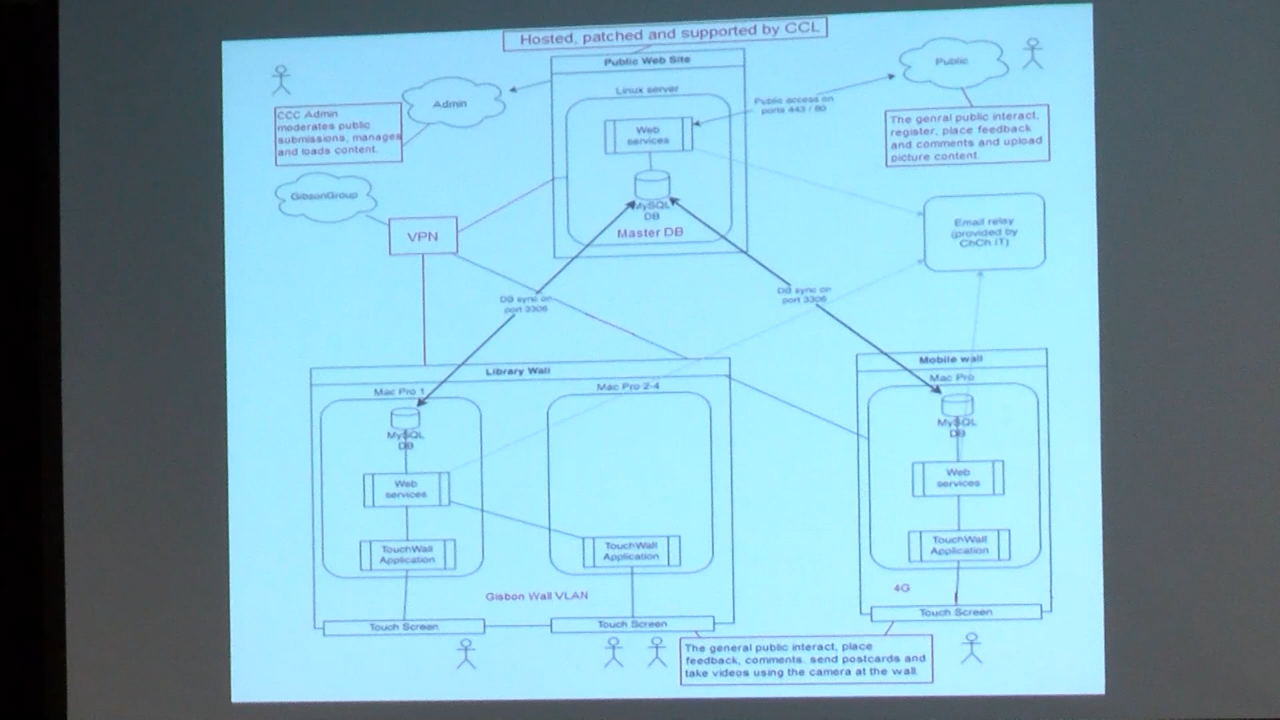 Hosted, patched and supported by CCL
Public Web Site
Linux server
Web
services
MySQL
DB
Master DB
Admin
CCC Admin
moderates public
submissions, manages
and loads content.
Public access on
ports 443 / 80
Public
The genral public interact,
register, place feedback
and comments and upload
picture content.
GibsonGroup
VPN
Email relay
(provided by
ChCh IT)
DB sync on
port 3306
DB sync on
port 3306
Library Wall
Mac Pro 1
MySQL
DB
Web
services
TouchWall
Application
Touch Screen
Mac Pro 2-4
TouchWall
Application
Touch Screen
Gisbon Wall VLAN
Mobile wall
Mac Pro
MySQL
DB
Web
services
TouchWall
Application
4G
Touch Screen
The general public interact, place
feedback, comments. send postcards and
take videos using the camera at the wall.